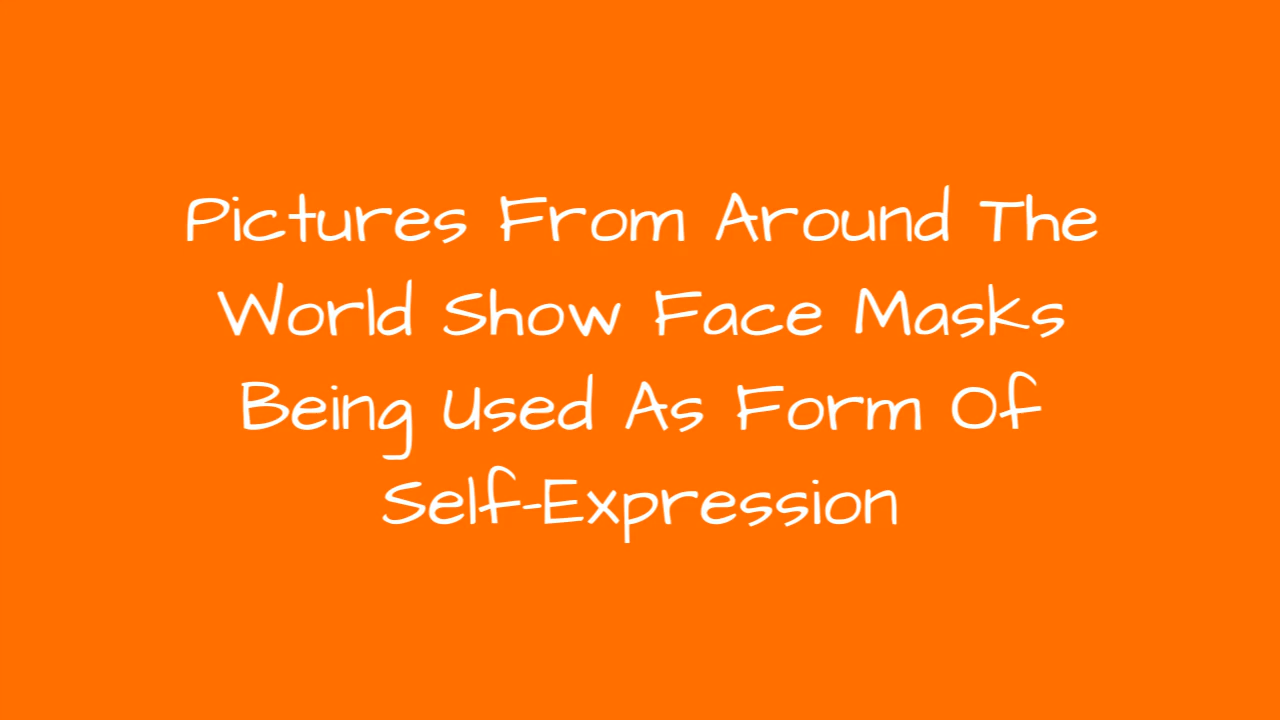 Pictures From Around The
World Show Face Masks
Being Used As Form Of
Self-Expression